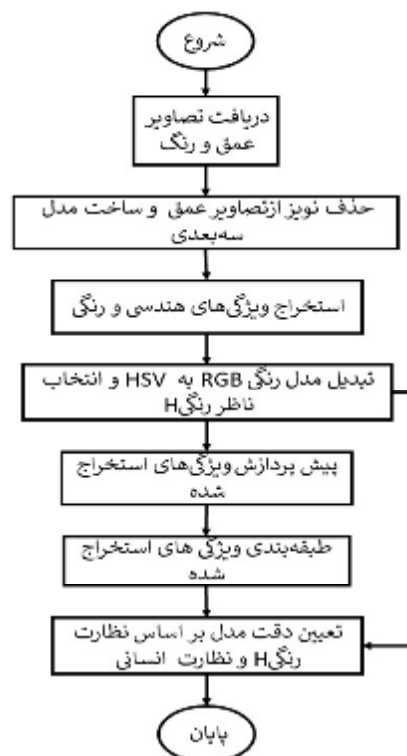 شروع
دریافت تصاویر
عمق و رنگ
حذف نویز ازتصاویر عمق و ساخت مدل
سه‌بعدی
استخراج ویژگی‌های هندسی و رنگی
تبدیل مدل رنگی RGB به HSV و انتخاب
ناظر رنگیH
پیش پردازش ویژگی‌های استخراج
شده
طبقه‌بندی ویژگی های استخراج
شده
تعیین دقت مدل بر اساس نظارت
رنگیH و نظارت انسانی
پایان